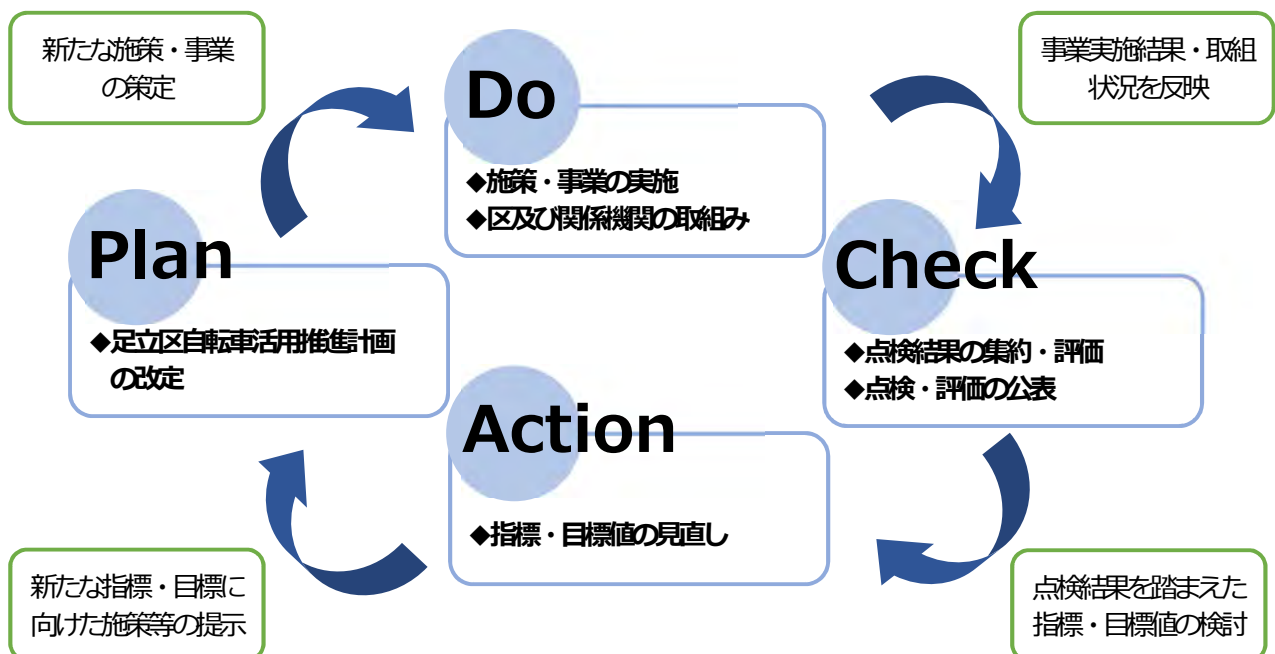 新たな施策・事業
の策定
Do
◆施策・事業の実施
◆区及び関係機関の取組み
事業実施結果・取組
状況を反映
Plan
◆足立区自転車活用推進計画
の改定
Check
◆点検結果の集約・評価
◆点検・評価の公表
Action
◆指標・目標値の見直し
新たな指標・目標に
向けた施策等の提示
点検結果を踏まえた
指標・目標値の検討